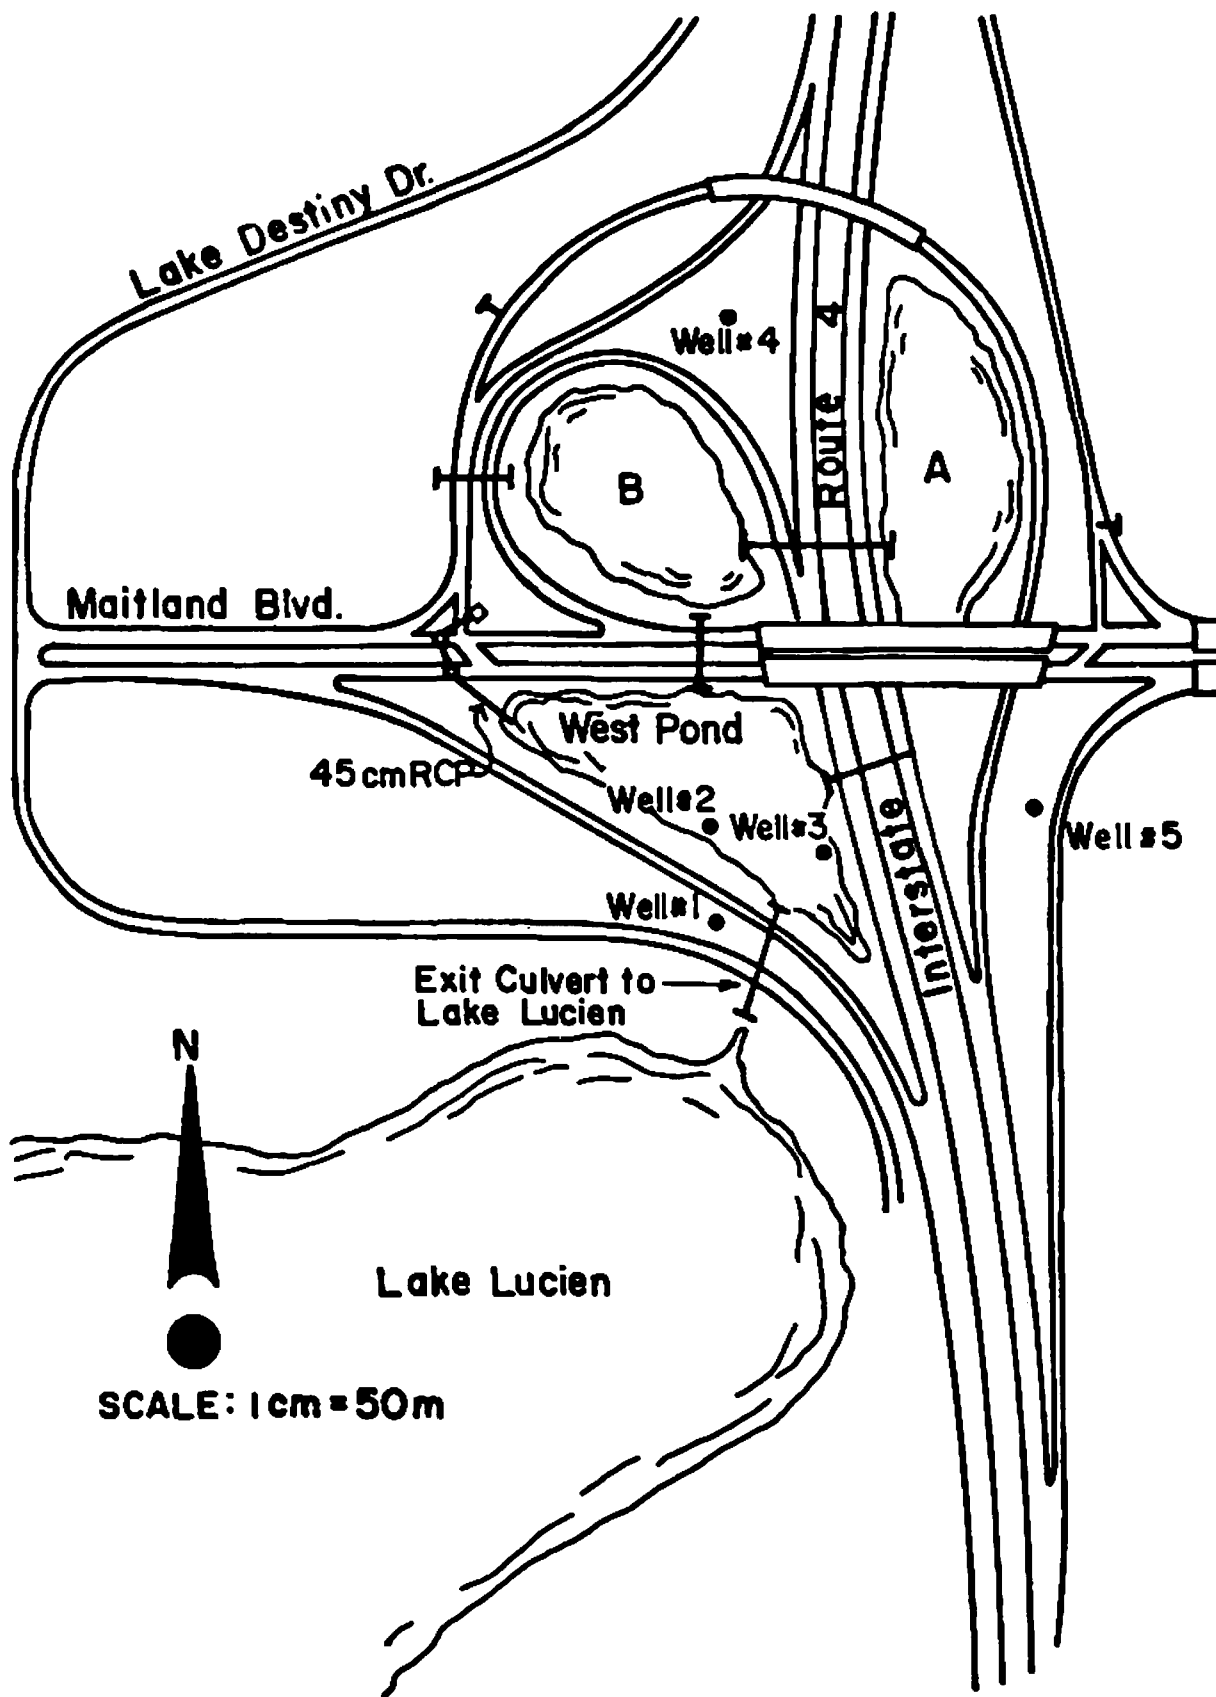 Lake Destiny Dr.
Well#4
Route 4
A
B
Maitland Blvd.
West Pond
45cmRCP
Well#2
Well#3
Well#5
Interstate
Well#1
Exit Culvert to
Lake Lucien
N
Lake Lucien
SCALE: 1cm=50m